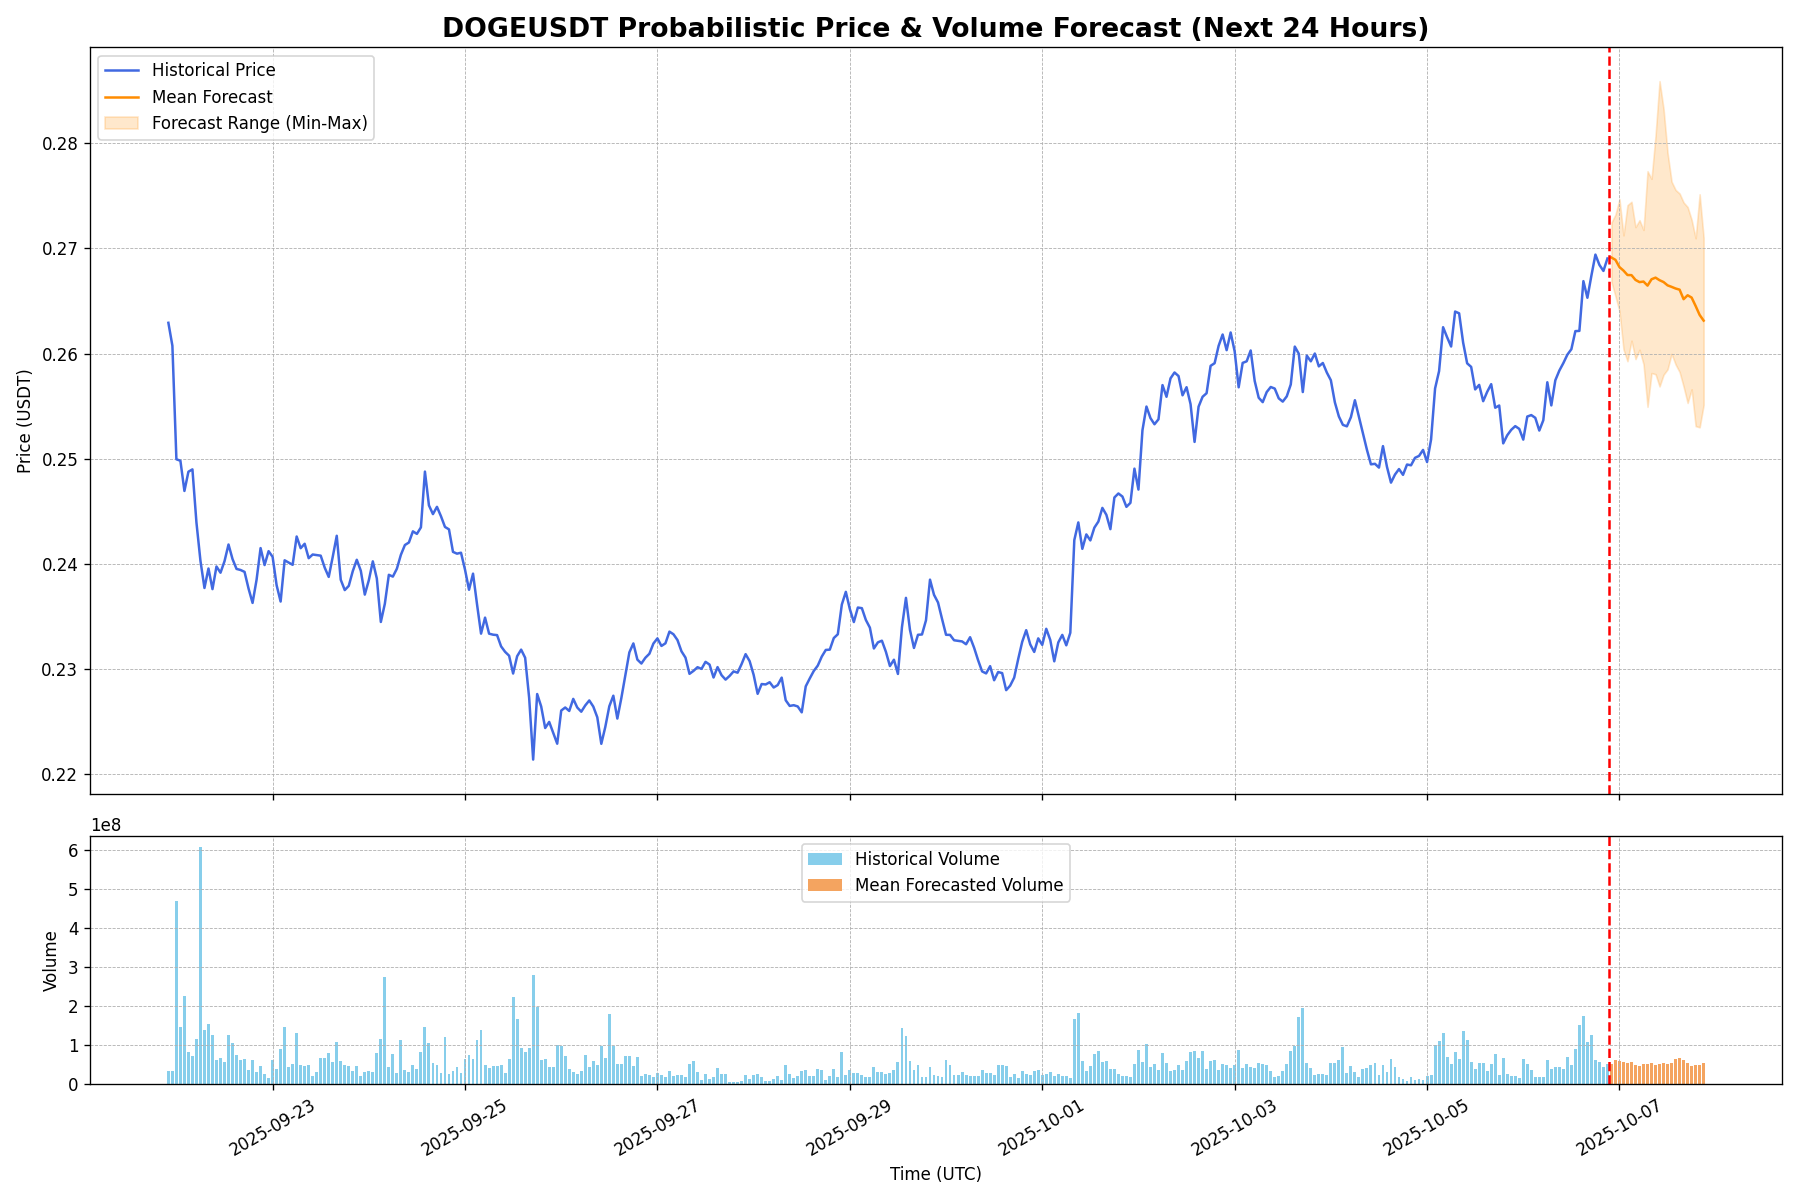 DOGEUSDT Probabilistic Price & Volume Forecast (Next 24 Hours)
Historical Price
Mean Forecast
Forecast Range (Min-Max)
Price (USDT)
0.28
0.27
0.26
0.25
0.24
0.23
0.22
1e8
Historical Volume
Mean Forecasted Volume
Volume
6
5
4
3
2
1
0
2025-09-23
2025-09-25
2025-09-27
2025-09-29
2025-10-01
2025-10-03
2025-10-05
2025-10-07
Time (UTC)